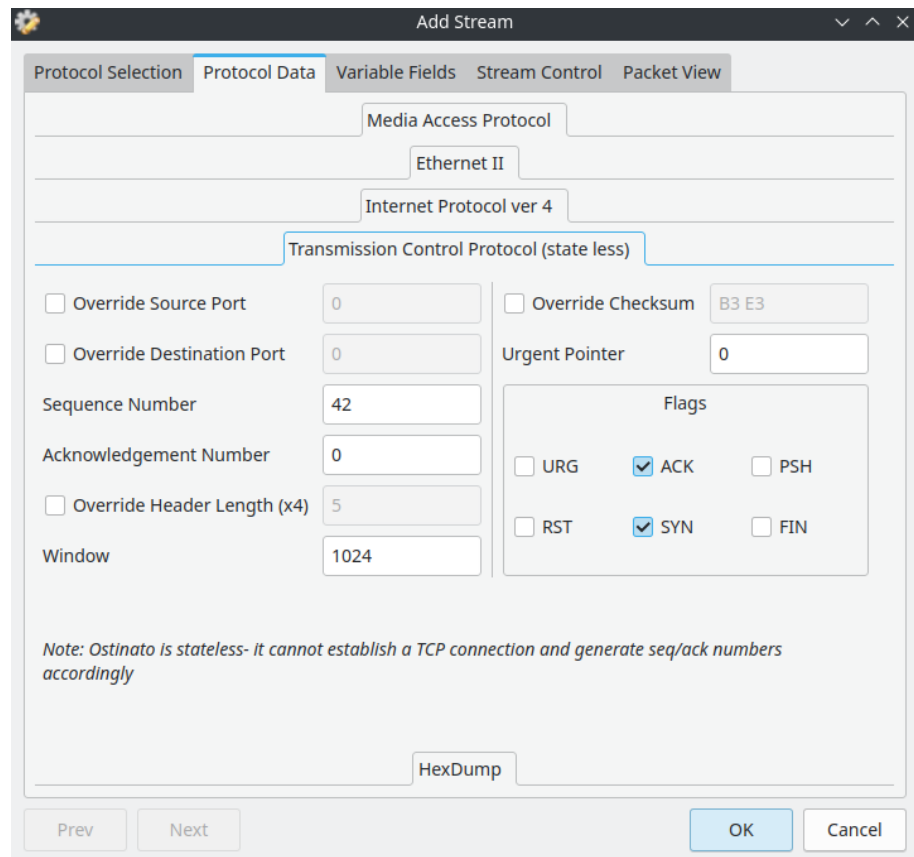 Add Stream
Protocol Selection Protocol Data Variable Fields Stream Control Packet View
Media Access Protocol
Ethernet II
Internet Protocol ver 4
Transmission Control Protocol (state less)
Override Source Port 0
Override Destination Port 0
Sequence Number 42
Acknowledgement Number 0
Override Header Length (x4) 5
Window 1024
Override Checksum B3 E3
Urgent Pointer 0
Flags
URG ACK PSH
RST SYN FIN
Note: Ostinato is stateless- it cannot establish a TCP connection and generate seq/ack numbers
accordingly
HexDump
Prev Next OK Cancel